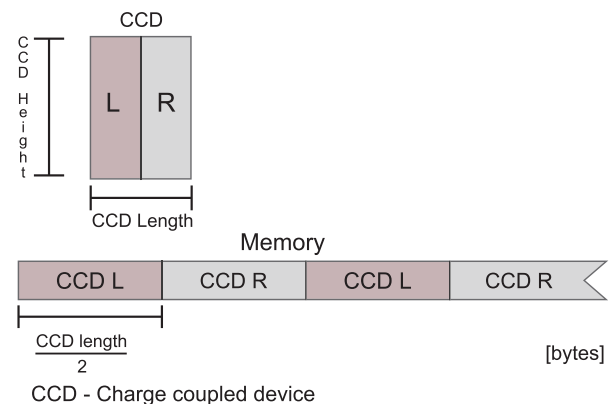 CCD
CCD Height
L R
CCD Length
Memory
CCD L CCD R CCD L CCD R
CCD length
2
[bytes]
CCD - Charge coupled device